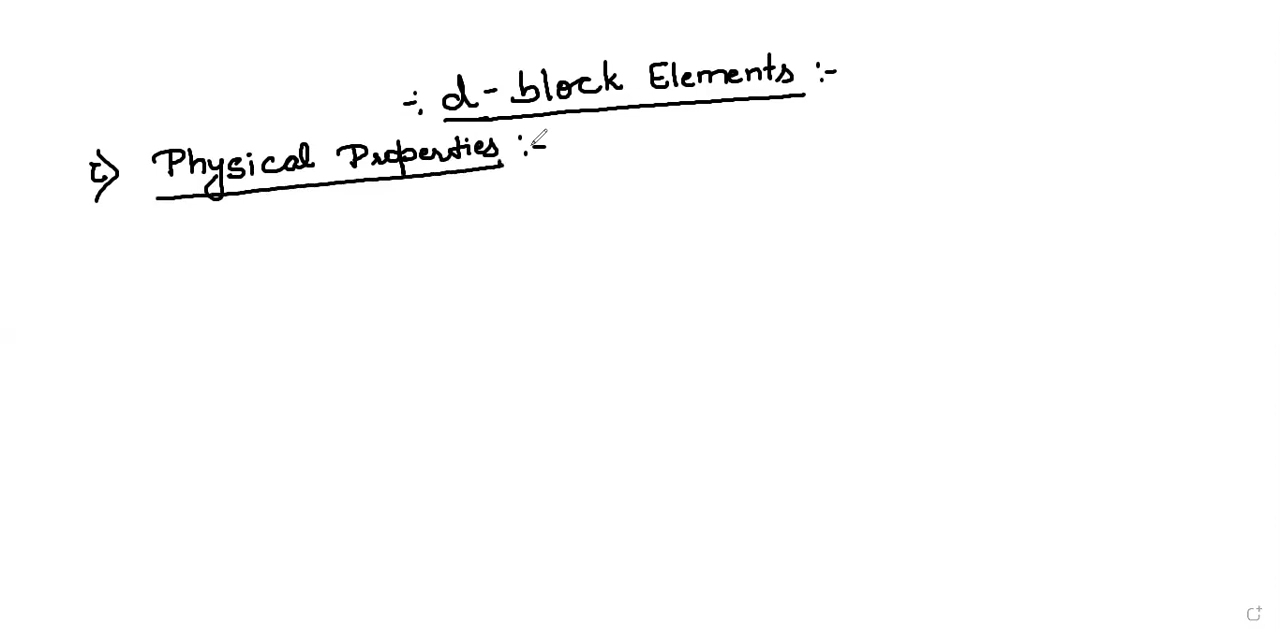 -: d-block Elements :-
i) Physical Properties :-